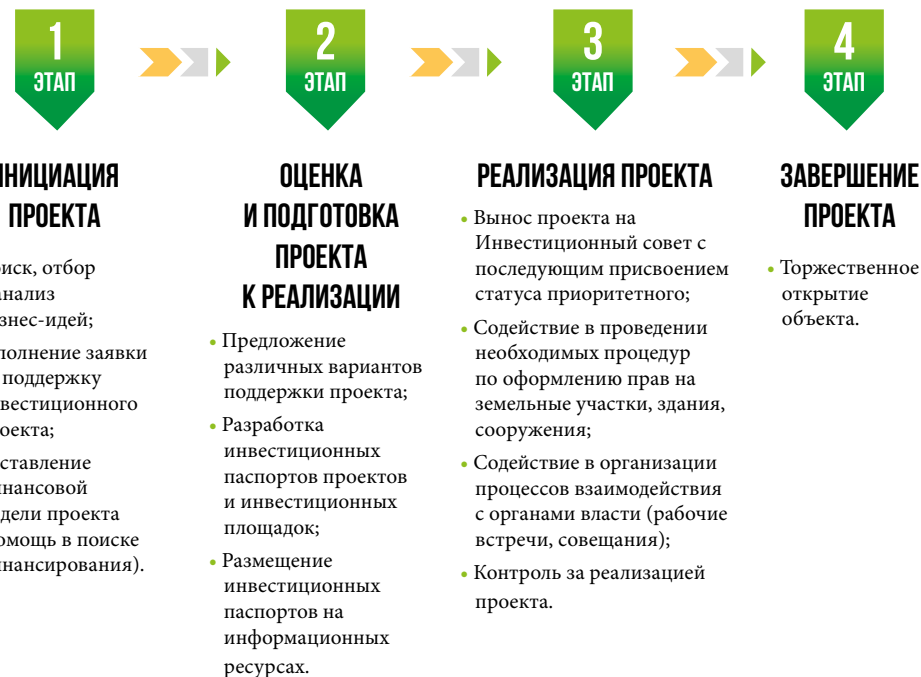 1
ЭТАП
ИНИЦИАЦИЯ
ПРОЕКТА
оиск, отбор
анализ
знес-идей;
полнение заявки
поддержку
вестиционного
оекта;
ставление
нансовой
дели проекта
омощь в поиске
нансирования).
2
ЭТАП
ОЦЕНКА
И ПОДГОТОВКА
ПРОЕКТА
К РЕАЛИЗАЦИИ
• Предложение
различных вариантов
поддержки проекта;
• Разработка
инвестиционных
паспортов проектов
и инвестиционных
площадок;
• Размещение
инвестиционных
паспортов на
информационных
ресурсах.
3
ЭТАП
РЕАЛИЗАЦИЯ ПРОЕКТА
• Вынос проекта на
Инвестиционный совет с
последующим присвоением
статуса приоритетного;
• Содействие в проведении
необходимых процедур
по оформлению прав на
земельные участки, здания,
сооружения;
• Содействие в организации
процессов взаимодействия
с органами власти (рабочие
встречи, совещания);
• Контроль за реализацией
проекта.
4
ЭТАП
ЗАВЕРШЕНИЕ
ПРОЕКТА
• Торжественное
открытие
объекта.